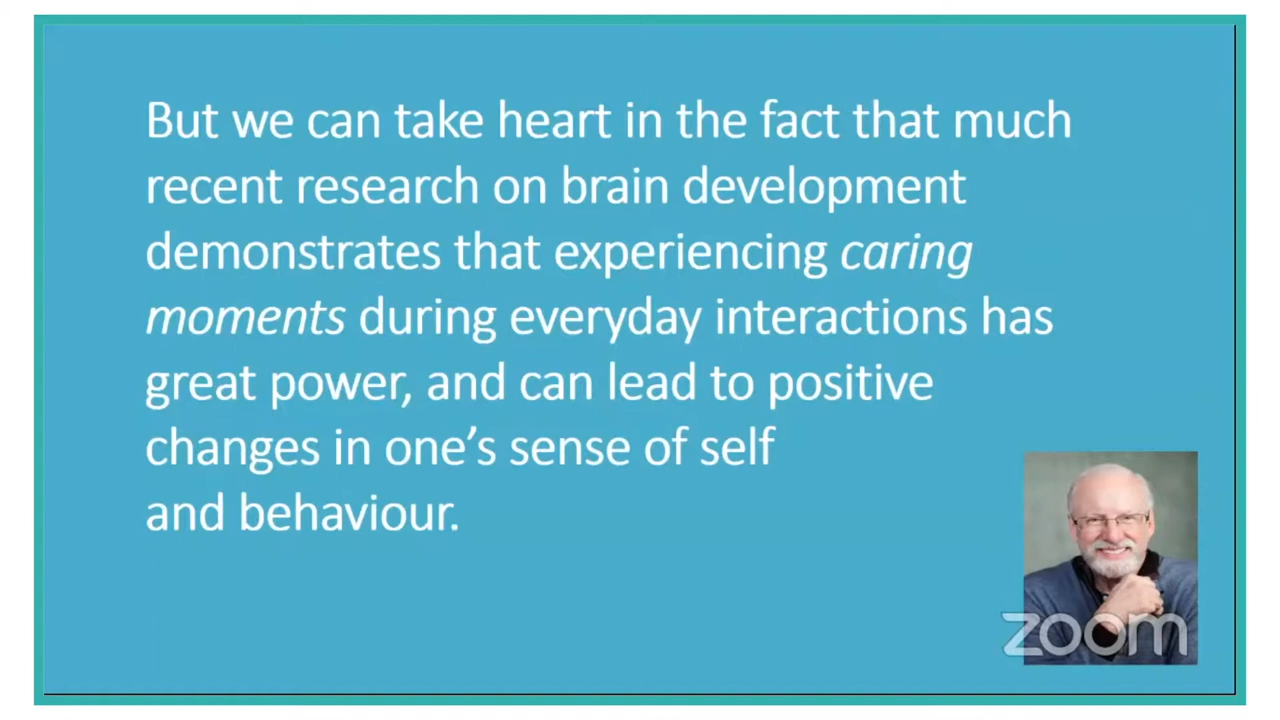 But we can take heart in the fact that much
recent research on brain development
demonstrates that experiencing caring
moments during everyday interactions has
great power, and can lead to positive
changes in one’s sense of self
and behaviour.
zoom